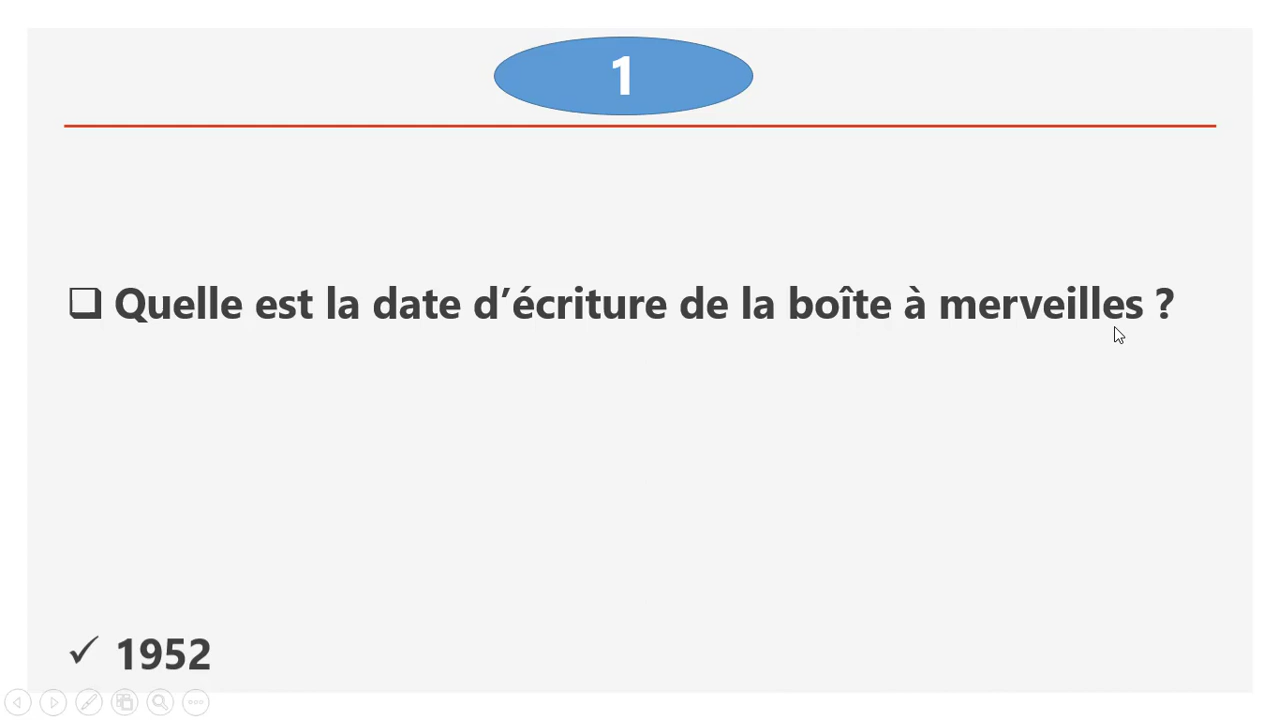 1
❑ Quelle est la date d’écriture de la boîte à merveilles ?
✓ 1952